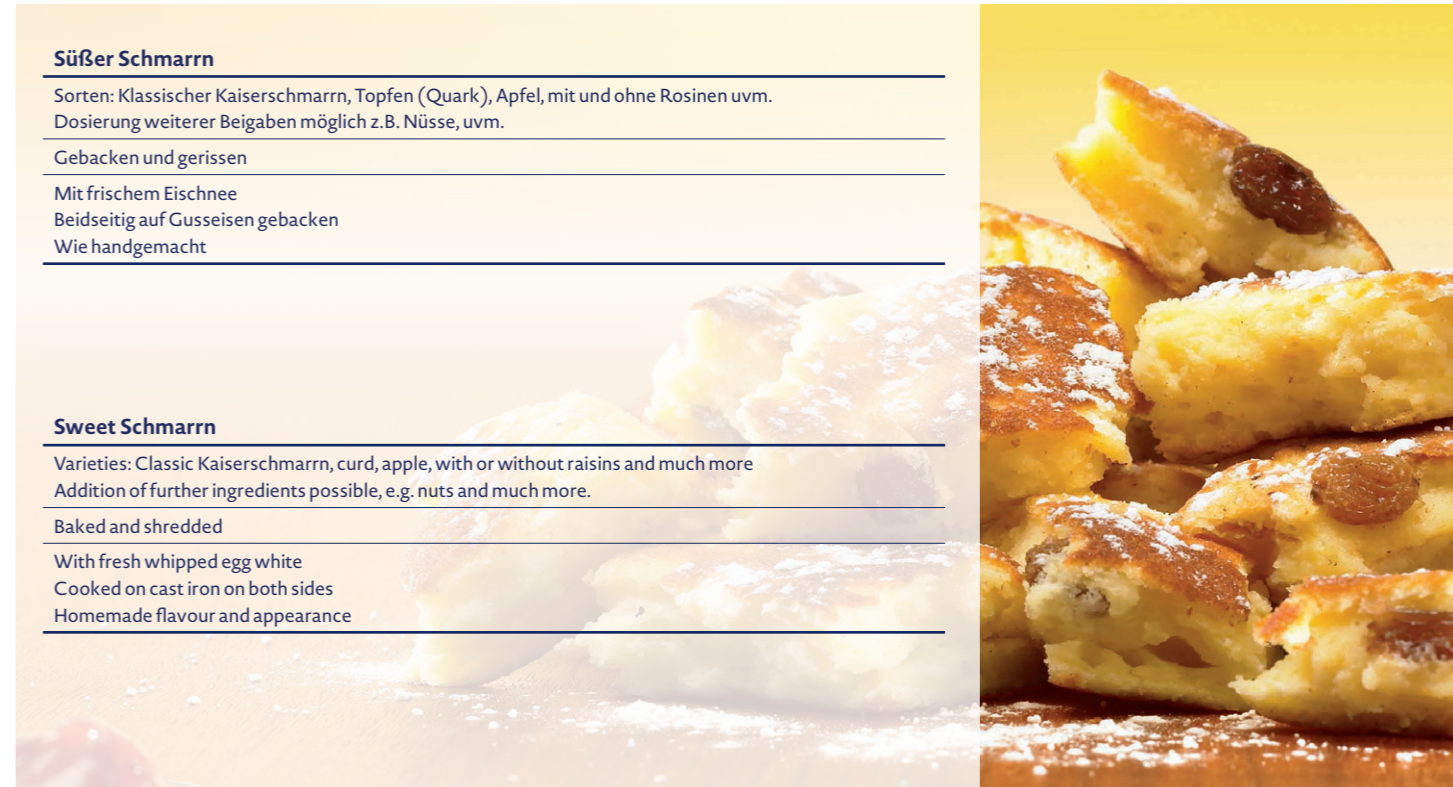 Süßer Schmarrn
Sorten: Klassischer Kaiserschmarrn, Topfen (Quark), Apfel, mit und ohne Rosinen uvm.
Dosierung weiterer Beigaben möglich z.B. Nüsse, uvm.
Gebacken und gerissen
Mit frischem Eischnee
Beidseitig auf Gusseisen gebacken
Wie handgemacht
Sweet Schmarrn
Varieties: Classic Kaiserschmarrn, curd, apple, with or without raisins and much more
Addition of further ingredients possible, e.g. nuts and much more.
Baked and shredded
With fresh whipped egg white
Cooked on cast iron on both sides
Homemade flavour and appearance